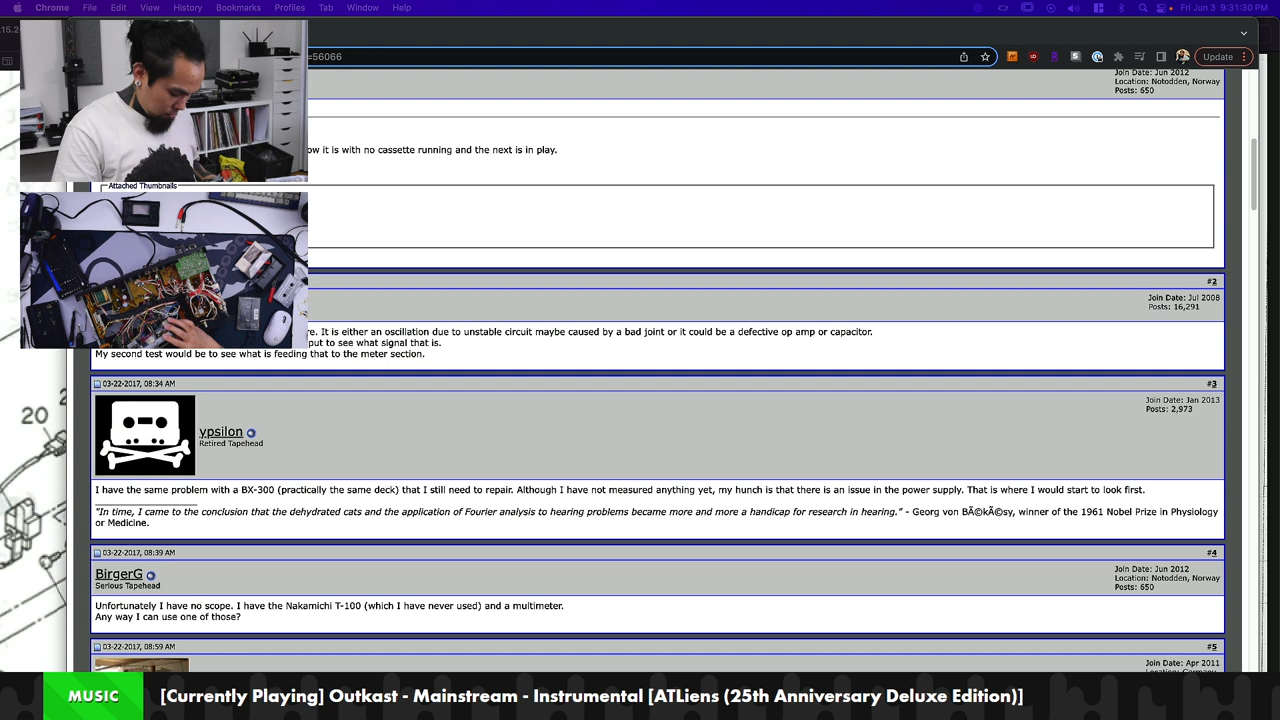 Chrome File Edit View History Bookmarks Profiles Tab Window Help Fri Jun 3 9:31:30 PM
=56066 Update
Join Date: Jun 2012
Location: Notodden, Norway
Posts: 650
ow it is with no cassette running and the next is in play.
Attached Thumbnails
#2
Join Date: Jul 2008
Posts: 16,291
re. It is either an oscillation due to unstable circuit maybe caused by a bad joint or it could be a defective op amp or capacitor.
put to see what signal that is.
My second test would be to see what is feeding that to the meter section.
03-22-2017, 08:34 AM #3
Join Date: Jan 2013
Posts: 2,973
ypsilon
Retired Tapehead
20
I have the same problem with a BX-300 (practically the same deck) that I still need to repair. Although I have not measured anything yet, my hunch is that there is an issue in the power supply. That is where I would start to look first.
"In time, I came to the conclusion that the dehydrated cats and the application of Fourier analysis to hearing problems became more and more a handicap for research in hearing." - Georg von BÃ©kÃ©sy, winner of the 1961 Nobel Prize in Physiology
or Medicine.
03-22-2017, 08:39 AM #4
BirgerG
Serious Tapehead
Join Date: Jun 2012
Location: Notodden, Norway
Posts: 650
Unfortunately I have no scope. I have the Nakamichi T-100 (which I have never used) and a multimeter.
Any way I can use one of those?
03-22-2017, 08:59 AM #5
Join Date: Apr 2011
Location: Germany
MUSIC [Currently Playing] Outkast - Mainstream - Instrumental [ATLiens (25th Anniversary Deluxe Edition)]